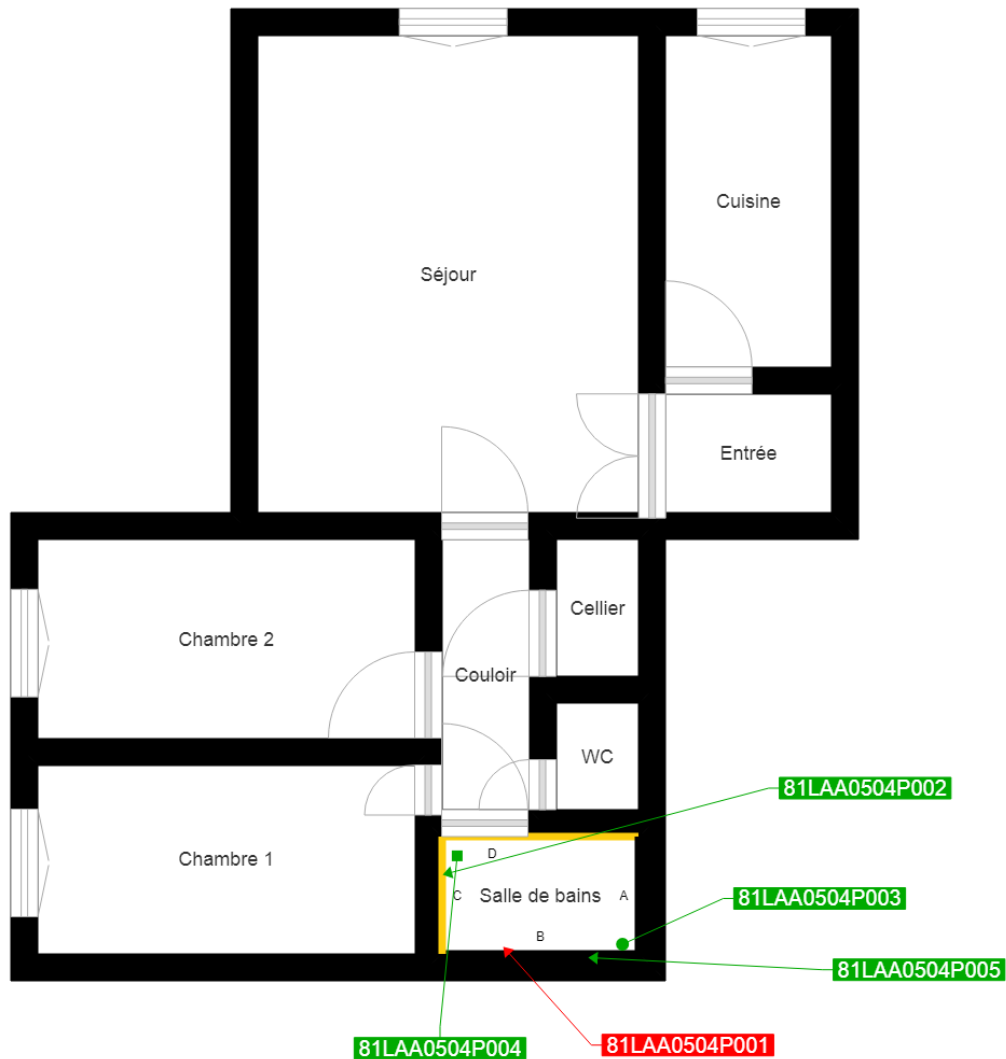 Cuisine
Séjour
Entrée
Cellier
Chambre 2
Couloir
WC
81LAA0504P002
Chambre 1
D
Salle de bains
C
A
81LAA0504P003
B
81LAA0504P005
81LAA0504P001
81LAA0504P004